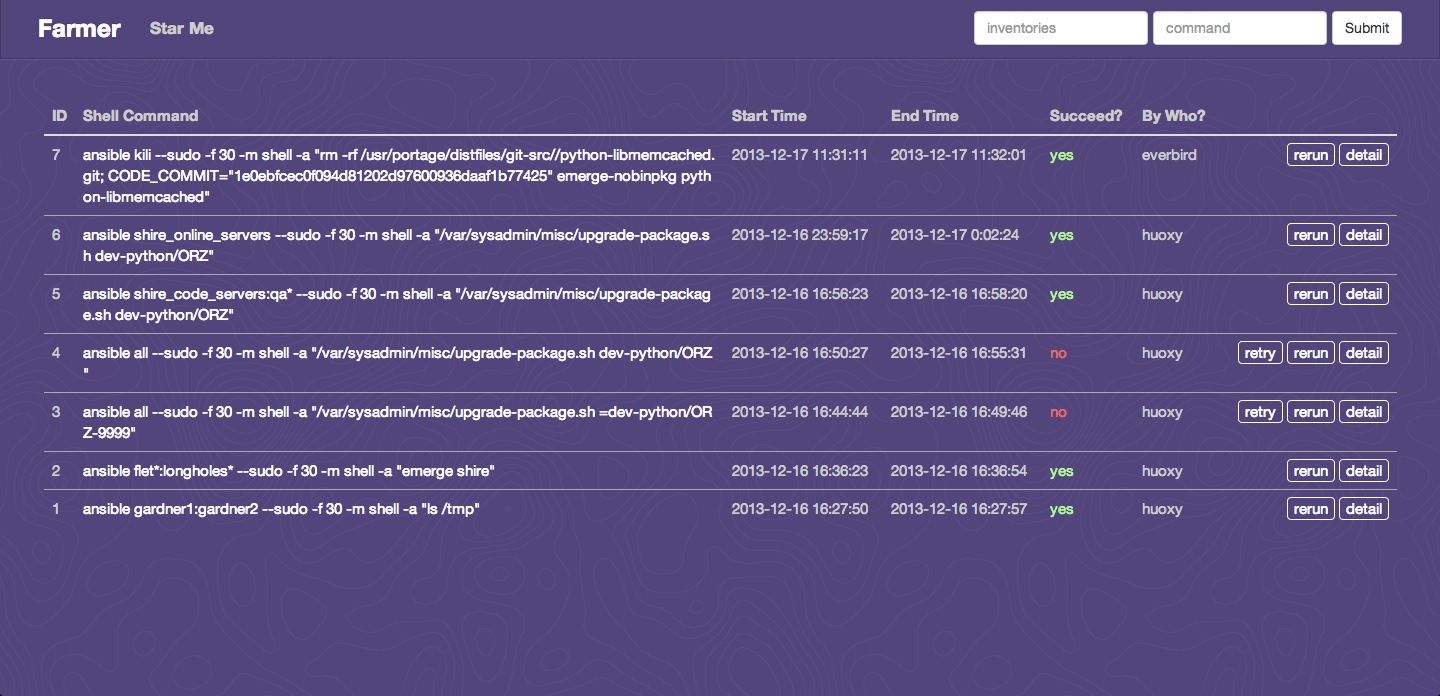 Farmer Star Me inventories command Submit
ID Shell Command Start Time End Time Succeed? By Who?
7 ansible kili --sudo -f 30 -m shell -a "rm -rf /usr/portage/distfiles/git-src//python-libmemcached. 2013-12-17 11:31:11 2013-12-17 11:32:01 yes everbird rerun detail
git; CODE_COMMIT="1e0ebfcec0f094d81202d97600936daaf1b77425" emerge-nobinpkg pyth
on-libmemcached"
6 ansible shire_online_servers --sudo -f 30 -m shell -a "/var/sysadmin/misc/upgrade-package.s 2013-12-16 23:59:17 2013-12-17 0:02:24 yes huoxy rerun detail
h dev-python/ORZ"
5 ansible shire_code_servers:qa* --sudo -f 30 -m shell -a "/var/sysadmin/misc/upgrade-packag 2013-12-16 16:56:23 2013-12-16 16:58:20 yes huoxy rerun detail
e.sh dev-python/ORZ"
4 ansible all --sudo -f 30 -m shell -a "/var/sysadmin/misc/upgrade-package.sh dev-python/ORZ 2013-12-16 16:50:27 2013-12-16 16:55:31 no huoxy retry rerun detail
"
3 ansible all --sudo -f 30 -m shell -a "/var/sysadmin/misc/upgrade-package.sh =dev-python/OR 2013-12-16 16:44:44 2013-12-16 16:49:46 no huoxy retry rerun detail
Z-9999"
2 ansible flet*:longholes* --sudo -f 30 -m shell -a "emerge shire" 2013-12-16 16:36:23 2013-12-16 16:36:54 yes huoxy rerun detail
1 ansible gardner1:gardner2 --sudo -f 30 -m shell -a "ls /tmp" 2013-12-16 16:27:50 2013-12-16 16:27:57 yes huoxy rerun detail